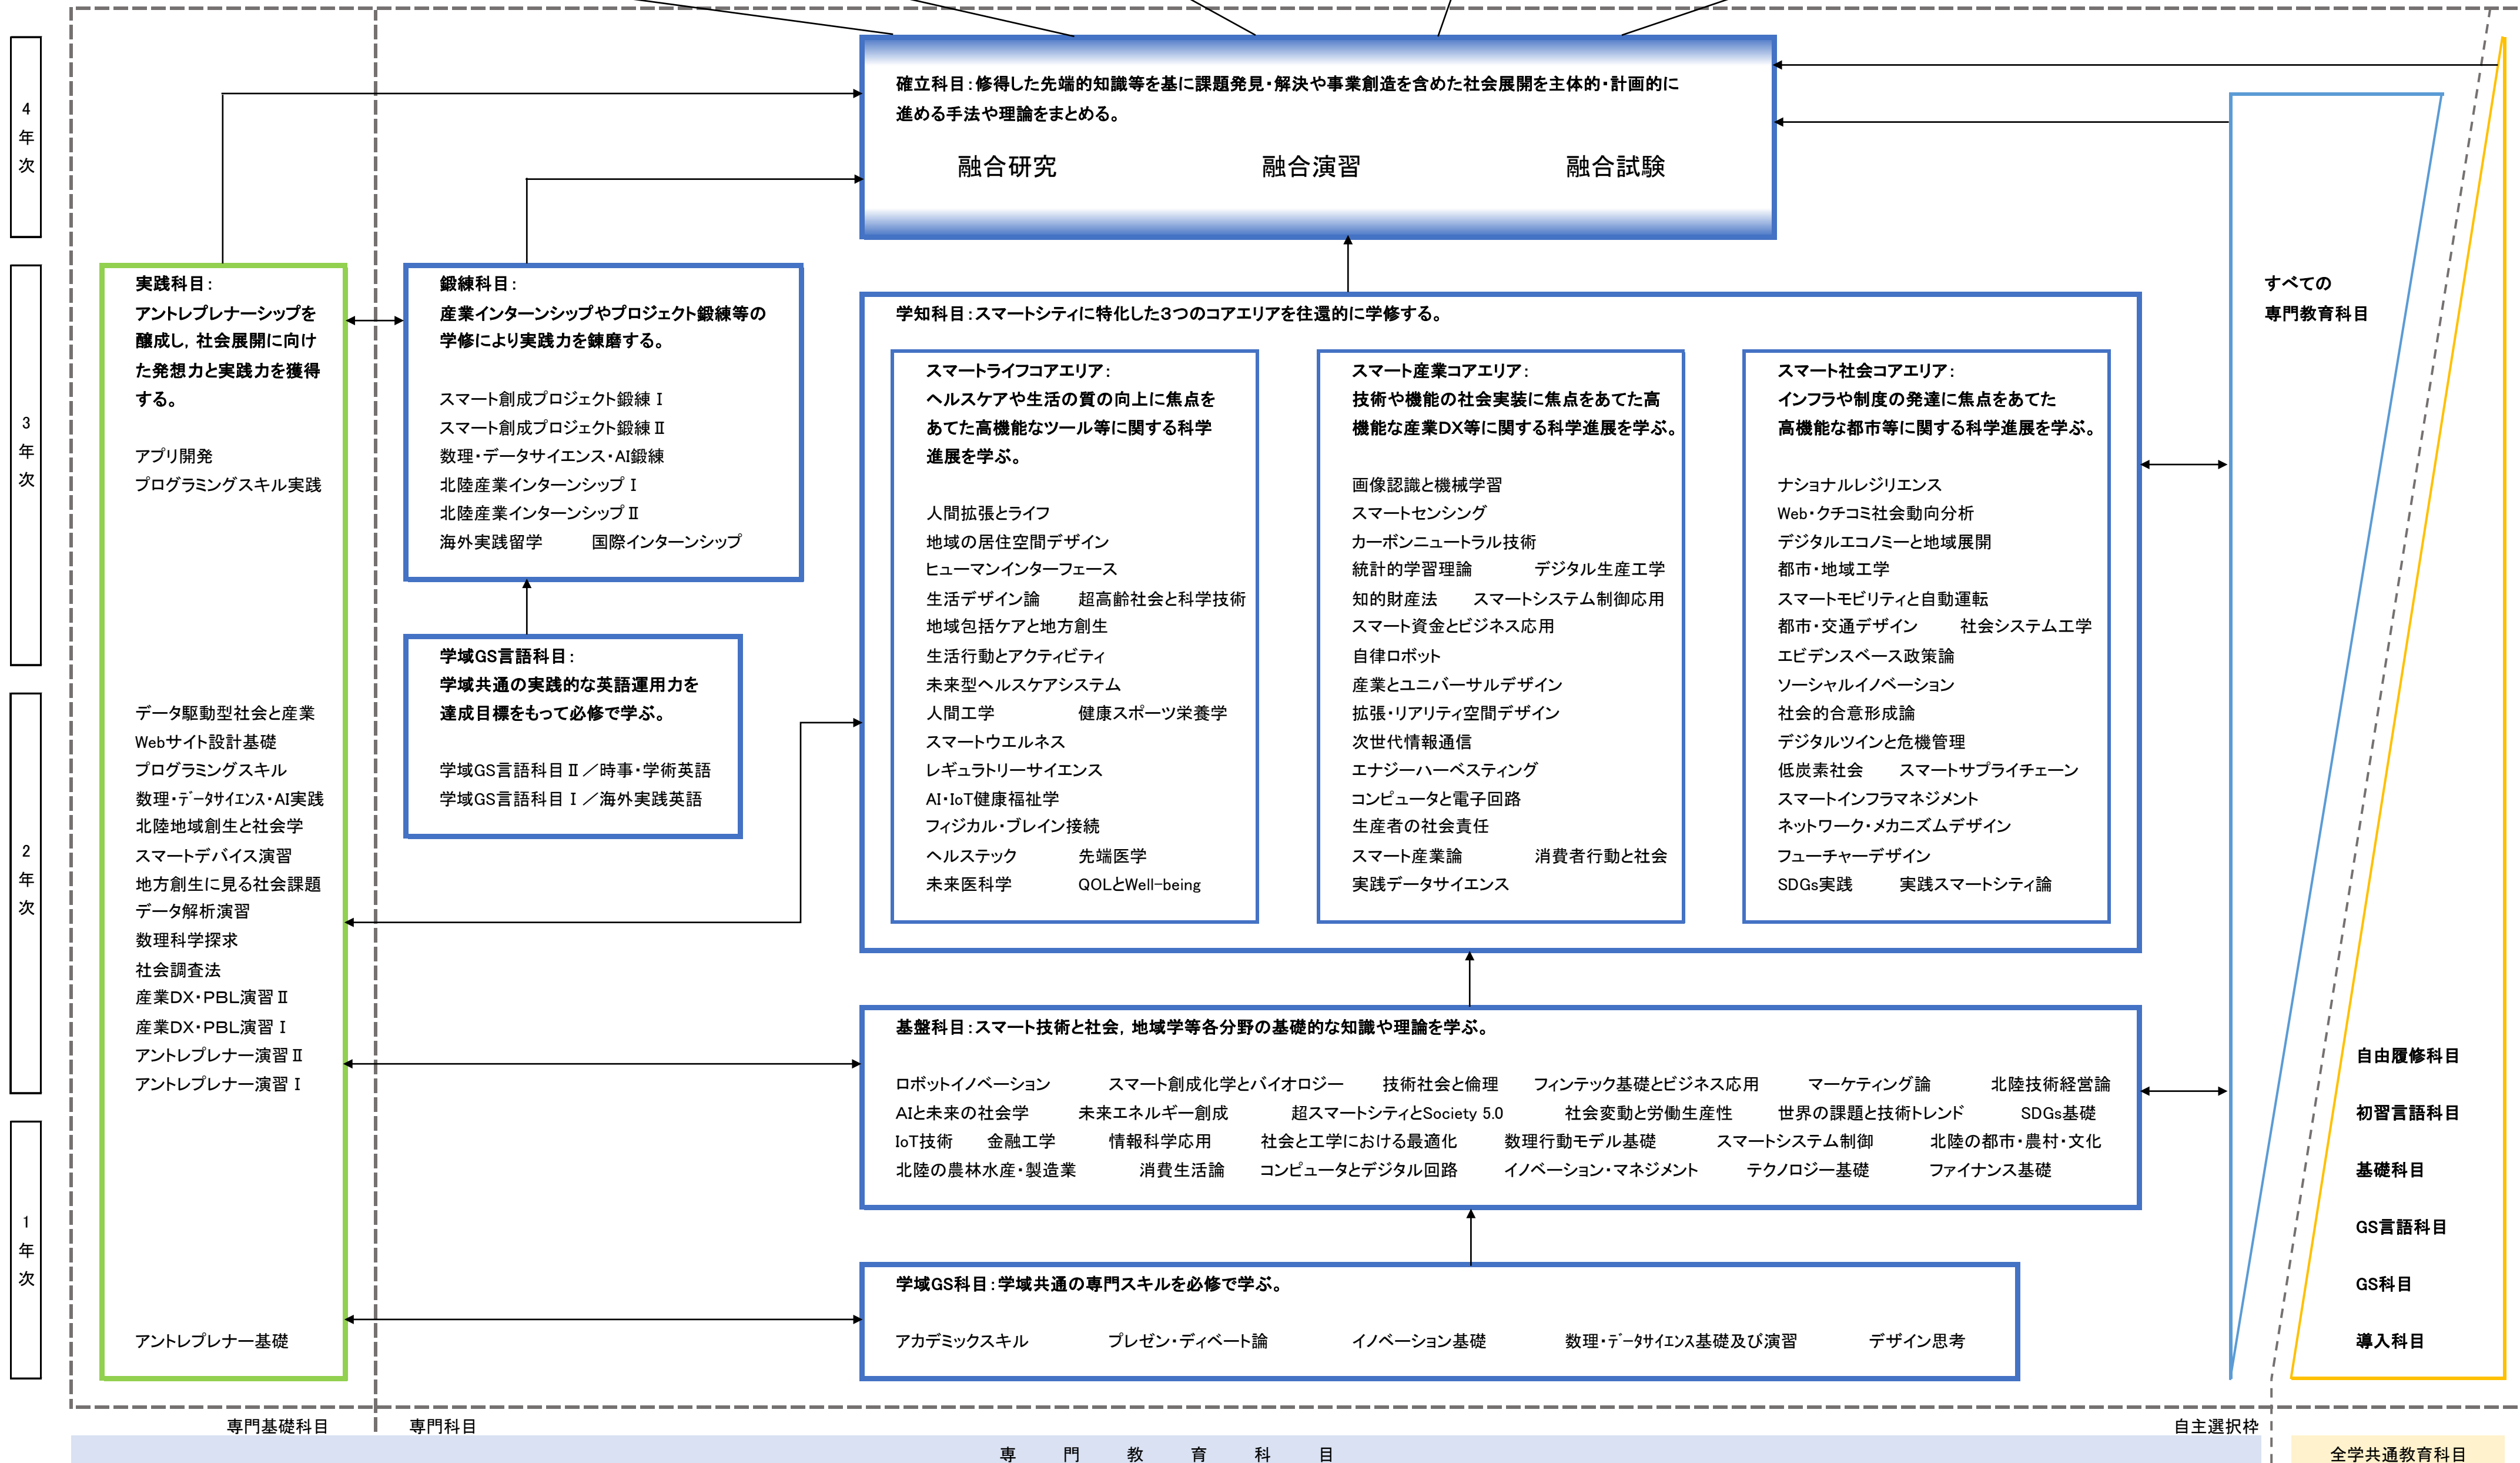 4年次
確立科目：修得した先端的知識等を基に課題発見・解決や事業創造を含めた社会展開を主体的・計画的に
進める手法や理論をまとめる。
融合研究　融合演習　融合試験
3年次
実践科目：
アントレプレナーシップを
醸成し，社会展開に向け
た発想力と実践力を獲得
する。
アプリ開発
プログラミングスキル実践
データ駆動型社会と産業
Webサイト設計基礎
プログラミングスキル
数理・データサイエンス・AI実践
北陸地域創生と社会学
スマートデバイス演習
地方創生に見る社会課題
データ解析演習
数理科学探求
社会調査法
産業DX・PBL演習Ⅱ
産業DX・PBL演習Ⅰ
アントレプレナー演習Ⅱ
アントレプレナー演習Ⅰ
アントレプレナー基礎
鍛練科目：
産業インターンシップやプロジェクト鍛練等の
学修により実践力を錬磨する。
スマート創成プロジェクト鍛練Ⅰ
スマート創成プロジェクト鍛練Ⅱ
数理・データサイエンス・AI鍛練
北陸産業インターンシップⅠ
北陸産業インターンシップⅡ
海外実践留学　国際インターンシップ
学域GS言語科目：
学域共通の実践的な英語運用力を
達成目標をもって必修で学ぶ。
学域GS言語科目Ⅱ／時事・学術英語
学域GS言語科目Ⅰ／海外実践英語
学知科目：スマートシティに特化した3つのコアエリアを往還的に学修する。
スマートライフコアエリア：
ヘルスケアや生活の質の向上に焦点を
あてた高機能なツール等に関する科学
進展を学ぶ。
人間拡張とライフ
地域の居住空間デザイン
ヒューマンインターフェース
生活デザイン論　超高齢社会と科学技術
地域包括ケアと地方創生
生活行動とアクティビティ
未来型ヘルスケアシステム
人間工学　健康スポーツ栄養学
スマートウエルネス
レギュラトリーサイエンス
AI・IoT健康福祉学
フィジカル・ブレイン接続
ヘルステック　先端医学
未来医科学　QOLとWell-being
スマート産業コアエリア：
技術や機能の社会実装に焦点をあてた高
機能な産業DX等に関する科学進展を学ぶ。
画像認識と機械学習
スマートセンシング
カーボンニュートラル技術
統計的学習理論　デジタル生産工学
知的財産法　スマートシステム制御応用
スマート資金とビジネス応用
自律ロボット
産業とユニバーサルデザイン
拡張・リアリティ空間デザイン
次世代情報通信
エナジーハーベスティング
コンピュータと電子回路
生産者の社会責任
スマート産業論　消費者行動と社会
実践データサイエンス
スマート社会コアエリア：
インフラや制度の発達に焦点をあてた
高機能な都市等に関する科学進展を学ぶ。
ナショナルレジリエンス
Web・クチコミ社会動向分析
デジタルエコノミーと地域展開
都市・地域工学
スマートモビリティと自動運転
都市・交通デザイン　社会システム工学
エビデンスベース政策論
ソーシャルイノベーション
社会的合意形成論
デジタルツインと危機管理
低炭素社会　スマートサプライチェーン
スマートインフラマネジメント
ネットワーク・メカニズムデザイン
フューチャーデザイン
SDGs実践　実践スマートシティ論
すべての
専門教育科目
2年次
基盤科目：スマート技術と社会，地域学等各分野の基礎的な知識や理論を学ぶ。
ロボットイノベーション　スマート創成化学とバイオロジー　技術社会と倫理　フィンテック基礎とビジネス応用　マーケティング論　北陸技術経営論
AIと未来の社会学　未来エネルギー創成　超スマートシティとSociety 5.0　社会変動と労働生産性　世界の課題と技術トレンド　SDGs基礎
IoT技術　金融工学　情報科学応用　社会と工学における最適化　数理行動モデル基礎　スマートシステム制御　北陸の都市・農村・文化
北陸の農林水産・製造業　消費生活論　コンピュータとデジタル回路　イノベーション・マネジメント　テクノロジー基礎　ファイナンス基礎
1年次
学域GS科目：学域共通の専門スキルを必修で学ぶ。
アカデミックスキル　プレゼン・ディベート論　イノベーション基礎　数理・データサイエンス基礎及び演習　デザイン思考
自由履修科目
初習言語科目
基礎科目
GS言語科目
GS科目
導入科目
専門基礎科目　専門科目　自主選択枠
専門教育科目　全学共通教育科目